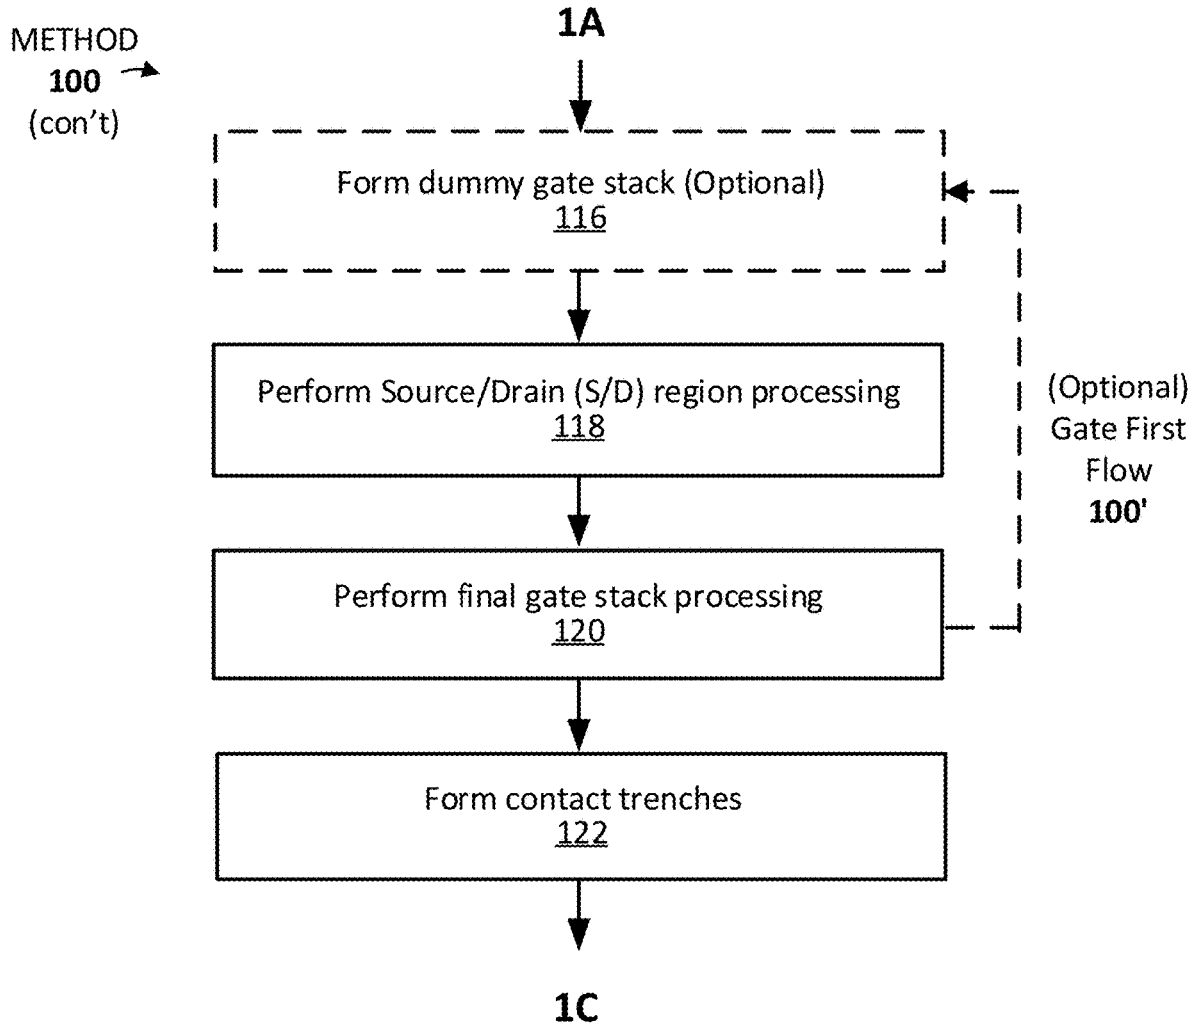 METHOD
100
(con't)
1A
Form dummy gate stack (Optional)
116
Perform Source/Drain (S/D) region processing
118
(Optional)
Gate First
Flow
100'
Perform final gate stack processing
120
Form contact trenches
122
1C